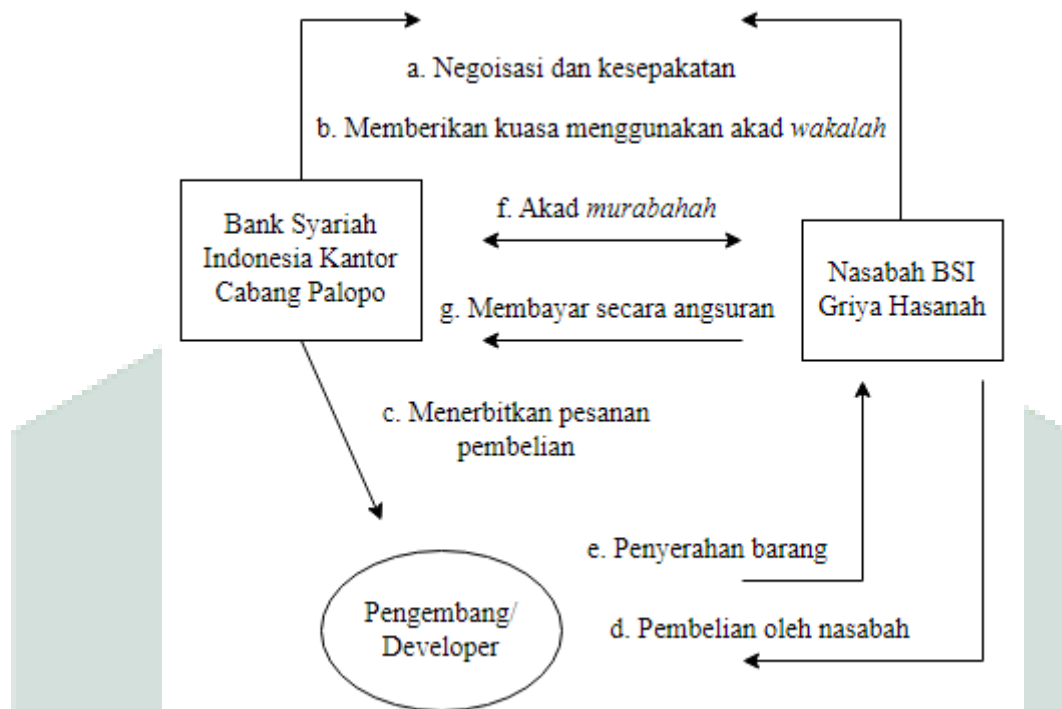 a. Negoisasi dan kesepakatan
b. Memberikan kuasa menggunakan akad wakalah
Bank Syariah
Indonesia Kantor
Cabang Palopo
f. Akad murabahah
g. Membayar secara angsuran
Nasabah BSI
Griya Hasanah
c. Menerbitkan pesanan
pembelian
e. Penyerahan barang
d. Pembelian oleh nasabah
Pengembang/
Developer